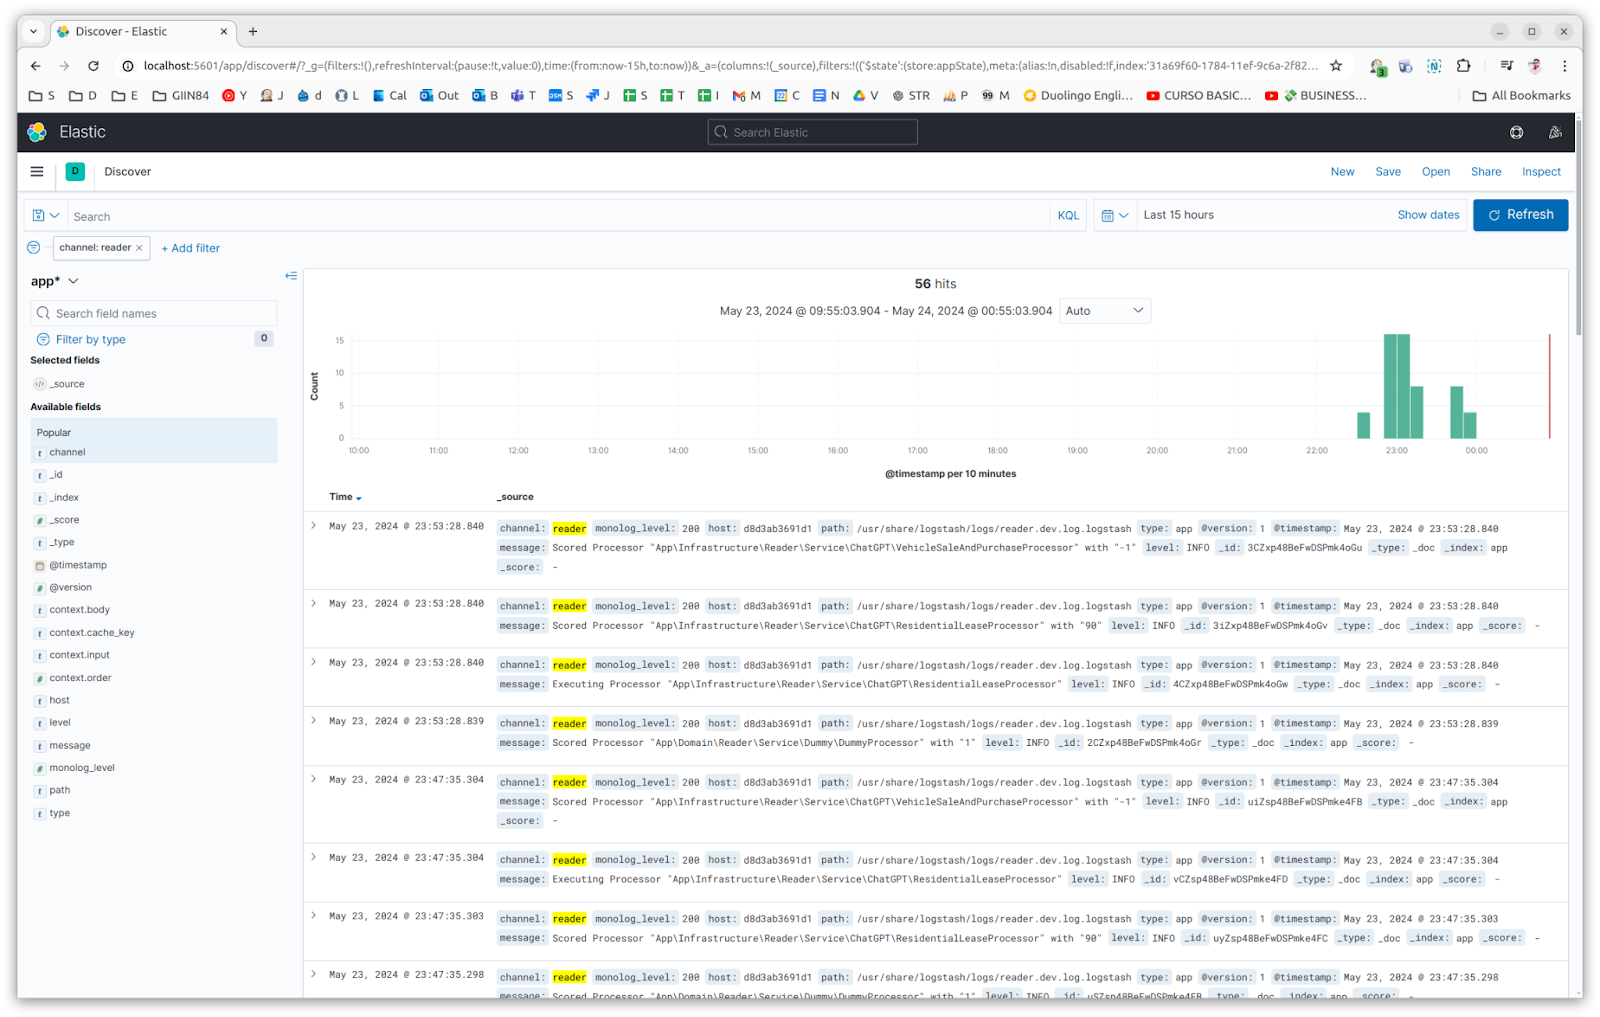 Discover - Elastic
localhost:5601/app/discover#/?_g=(filters:!(),refreshInterval:(pause:!t,value:0),time:(from:now-15h,to:now))&_a=(columns:!(_source),filters:!(('$state':(store:appState),meta:(alias:!n,disabled:!f,index:'31a69f60-1784-11ef-9c6a-2f82...
S D E GIIN84 Y J d L Cal Out B T S J S T I M C N V STR P M Duolingo Engli... CURSO BASIC... BUSINESS... All Bookmarks
Elastic Search Elastic
D Discover New Save Open Share Inspect
Search KQL Last 15 hours Show dates Refresh
channel: reader × + Add filter
app*
Search field names
Filter by type 0
Selected fields
_source
Available fields
Popular
channel
_id
_index
_score
_type
@timestamp
@version
context.body
context.cache_key
context.input
context.order
host
level
message
monolog_level
path
type
56 hits
May 23, 2024 @ 09:55:03.904 - May 24, 2024 @ 00:55:03.904 Auto
Count
15
10
5
0
10:00 11:00 12:00 13:00 14:00 15:00 16:00 17:00 18:00 19:00 20:00 21:00 22:00 23:00 00:00
@timestamp per 10 minutes
Time _source
May 23, 2024 @ 23:53:28.840 channel: reader monolog_level: 200 host: d8d3ab3691d1 path: /usr/share/logstash/logs/reader.dev.log.logstash type: app @version: 1 @timestamp: May 23, 2024 @ 23:53:28.840
message: Scored Processor "App\Infrastructure\Reader\Service\ChatGPT\VehicleSaleAndPurchaseProcessor" with "-1" level: INFO _id: 3CZxp48BeFwDSPmk4oGu _type: _doc _index: app
_score: -
May 23, 2024 @ 23:53:28.840 channel: reader monolog_level: 200 host: d8d3ab3691d1 path: /usr/share/logstash/logs/reader.dev.log.logstash type: app @version: 1 @timestamp: May 23, 2024 @ 23:53:28.840
message: Scored Processor "App\Infrastructure\Reader\Service\ChatGPT\ResidentialLeaseProcessor" with "90" level: INFO _id: 3iZxp48BeFwDSPmk4oGv _type: _doc _index: app _score: -
May 23, 2024 @ 23:53:28.840 channel: reader monolog_level: 200 host: d8d3ab3691d1 path: /usr/share/logstash/logs/reader.dev.log.logstash type: app @version: 1 @timestamp: May 23, 2024 @ 23:53:28.840
message: Executing Processor "App\Infrastructure\Reader\Service\ChatGPT\ResidentialLeaseProcessor" level: INFO _id: 4CZxp48BeFwDSPmk4oGw _type: _doc _index: app _score: -
May 23, 2024 @ 23:53:28.839 channel: reader monolog_level: 200 host: d8d3ab3691d1 path: /usr/share/logstash/logs/reader.dev.log.logstash type: app @version: 1 @timestamp: May 23, 2024 @ 23:53:28.839
message: Scored Processor "App\Domain\Reader\Service\Dummy\DummyProcessor" with "1" level: INFO _id: 2CZxp48BeFwDSPmk4oGr _type: _doc _index: app _score: -
May 23, 2024 @ 23:47:35.304 channel: reader monolog_level: 200 host: d8d3ab3691d1 path: /usr/share/logstash/logs/reader.dev.log.logstash type: app @version: 1 @timestamp: May 23, 2024 @ 23:47:35.304
message: Scored Processor "App\Infrastructure\Reader\Service\ChatGPT\VehicleSaleAndPurchaseProcessor" with "-1" level: INFO _id: uiZsp48BeFwDSPmke4FB _type: _doc _index: app
_score: -
May 23, 2024 @ 23:47:35.304 channel: reader monolog_level: 200 host: d8d3ab3691d1 path: /usr/share/logstash/logs/reader.dev.log.logstash type: app @version: 1 @timestamp: May 23, 2024 @ 23:47:35.304
message: Executing Processor "App\Infrastructure\Reader\Service\ChatGPT\ResidentialLeaseProcessor" level: INFO _id: vCZsp48BeFwDSPmke4FD _type: _doc _index: app _score: -
May 23, 2024 @ 23:47:35.303 channel: reader monolog_level: 200 host: d8d3ab3691d1 path: /usr/share/logstash/logs/reader.dev.log.logstash type: app @version: 1 @timestamp: May 23, 2024 @ 23:47:35.303
message: Scored Processor "App\Infrastructure\Reader\Service\ChatGPT\ResidentialLeaseProcessor" with "90" level: INFO _id: uyZsp48BeFwDSPmke4FC _type: _doc _index: app _score: -
May 23, 2024 @ 23:47:35.298 channel: reader monolog_level: 200 host: d8d3ab3691d1 path: /usr/share/logstash/logs/reader.dev.log.logstash type: app @version: 1 @timestamp: May 23, 2024 @ 23:47:35.298
message: Scored Processor "App\Domain\Reader\Service\Dummy\DummyProcessor" with "1" level: INFO _id: uSZsp48BeFwDSPmke4FB _type: _doc _index: app _score: -